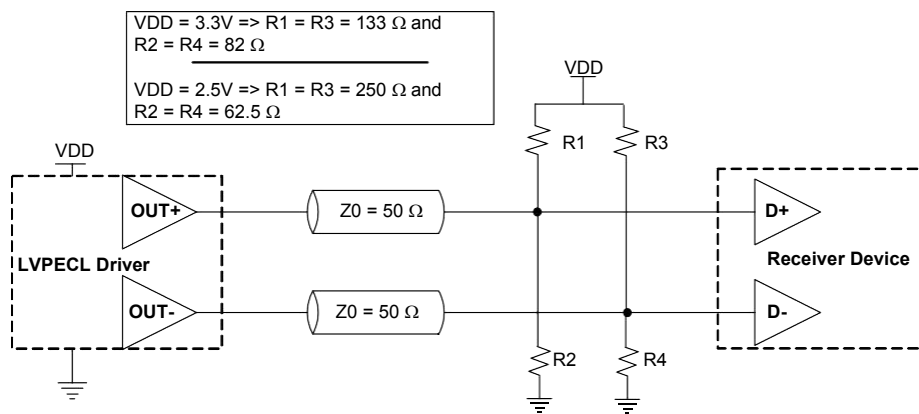 VDD = 3.3V => R1 = R3 = 133 Ω and
R2 = R4 = 82 Ω
VDD = 2.5V => R1 = R3 = 250 Ω and
R2 = R4 = 62.5 Ω
VDD
R1
R3
VDD
OUT+
Z0 = 50 Ω
D+
LVPECL Driver
Receiver Device
OUT-
Z0 = 50 Ω
D-
R2
R4